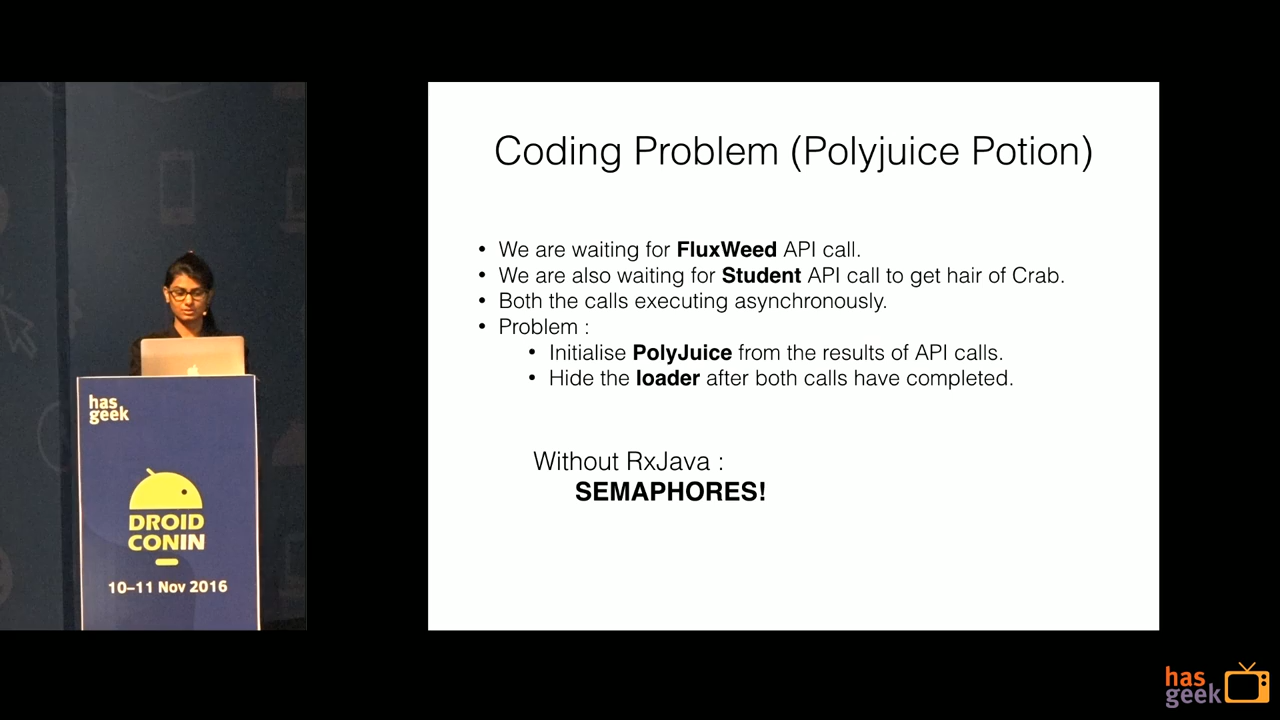 Coding Problem (Polyjuice Potion)
• We are waiting for FluxWeed API call.
• We are also waiting for Student API call to get hair of Crab.
• Both the calls executing asynchronously.
• Problem :
• Initialise PolyJuice from the results of API calls.
• Hide the loader after both calls have completed.
Without RxJava :
SEMAPHORES!
has
geek
DROID
CONIN
10–11 Nov 2016
has
geek